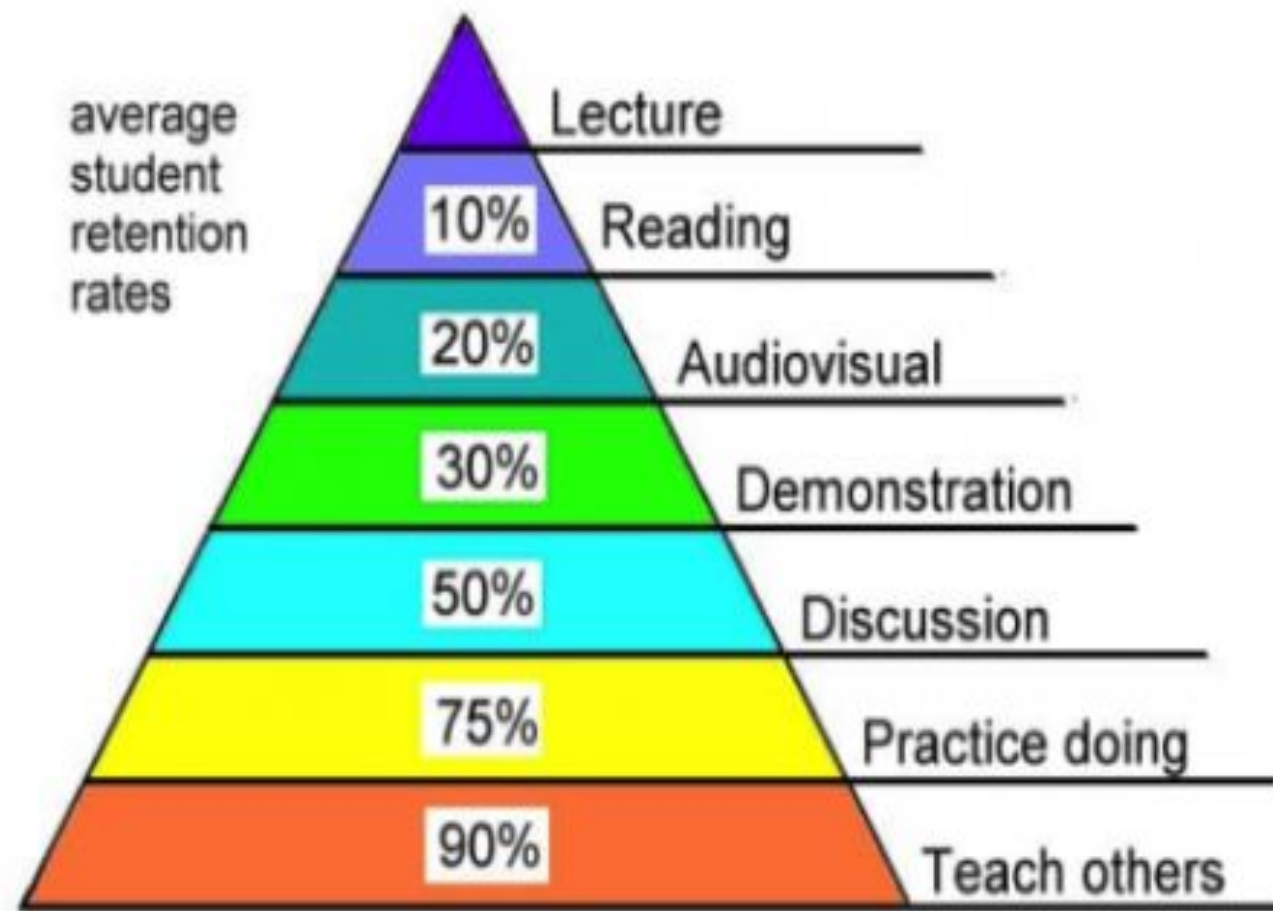 average
student
retention
rates
Lecture
10% Reading
20% Audiovisual
30% Demonstration
50% Discussion
75% Practice doing
90% Teach others